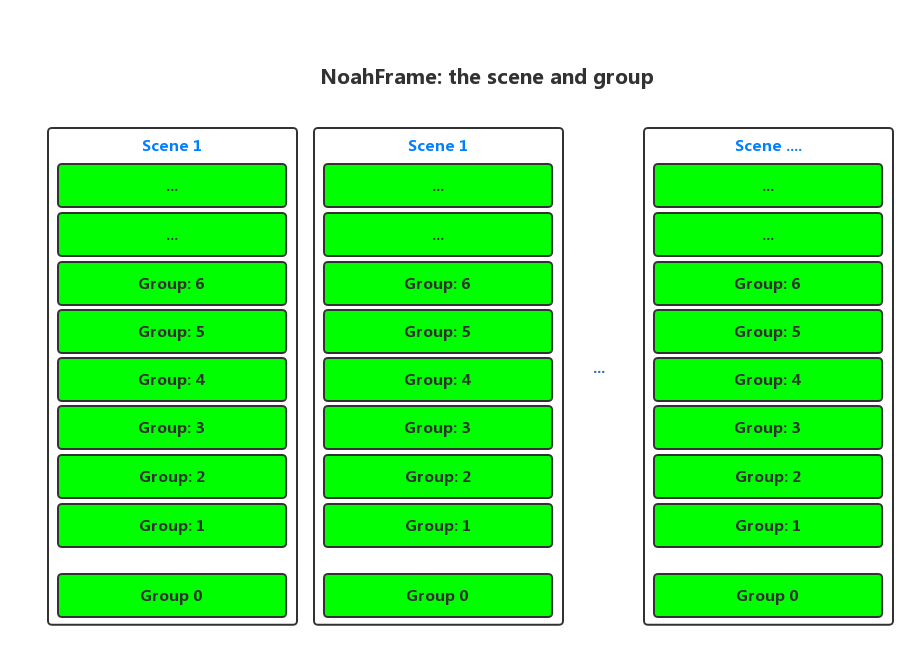 NoahFrame: the scene and group
Scene 1
...
...
Group: 6
Group: 5
Group: 4
Group: 3
Group: 2
Group: 1
Group 0
Scene 1
...
...
Group: 6
Group: 5
Group: 4
Group: 3
Group: 2
Group: 1
Group 0
...
Scene ....
...
...
Group: 6
Group: 5
Group: 4
Group: 3
Group: 2
Group: 1
Group 0